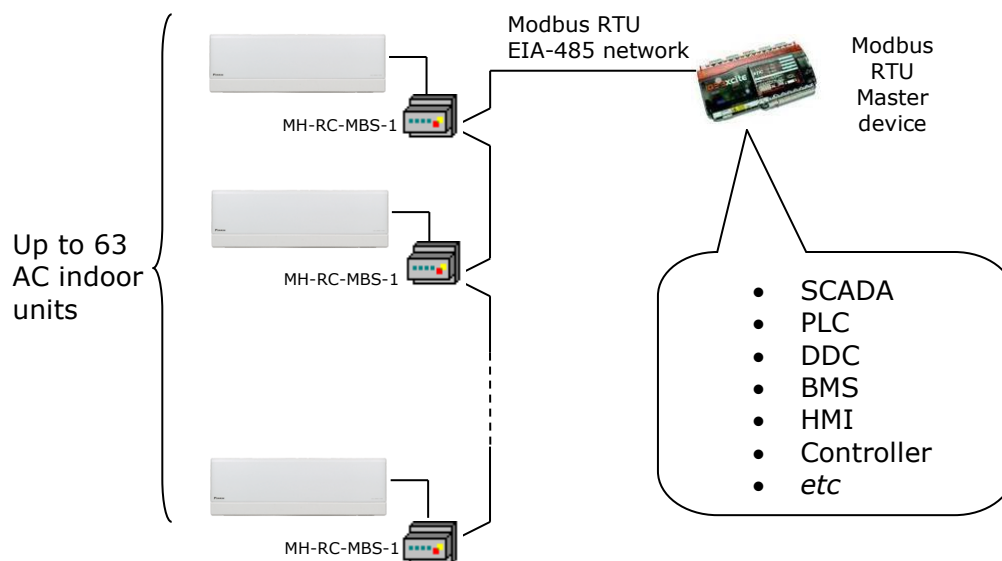 Modbus RTU
EIA-485 network
Modbus
RTU
Master
device
MH-RC-MBS-1
MH-RC-MBS-1
Up to 63
AC indoor
units
• SCADA
• PLC
• DDC
• BMS
• HMI
• Controller
• etc
MH-RC-MBS-1